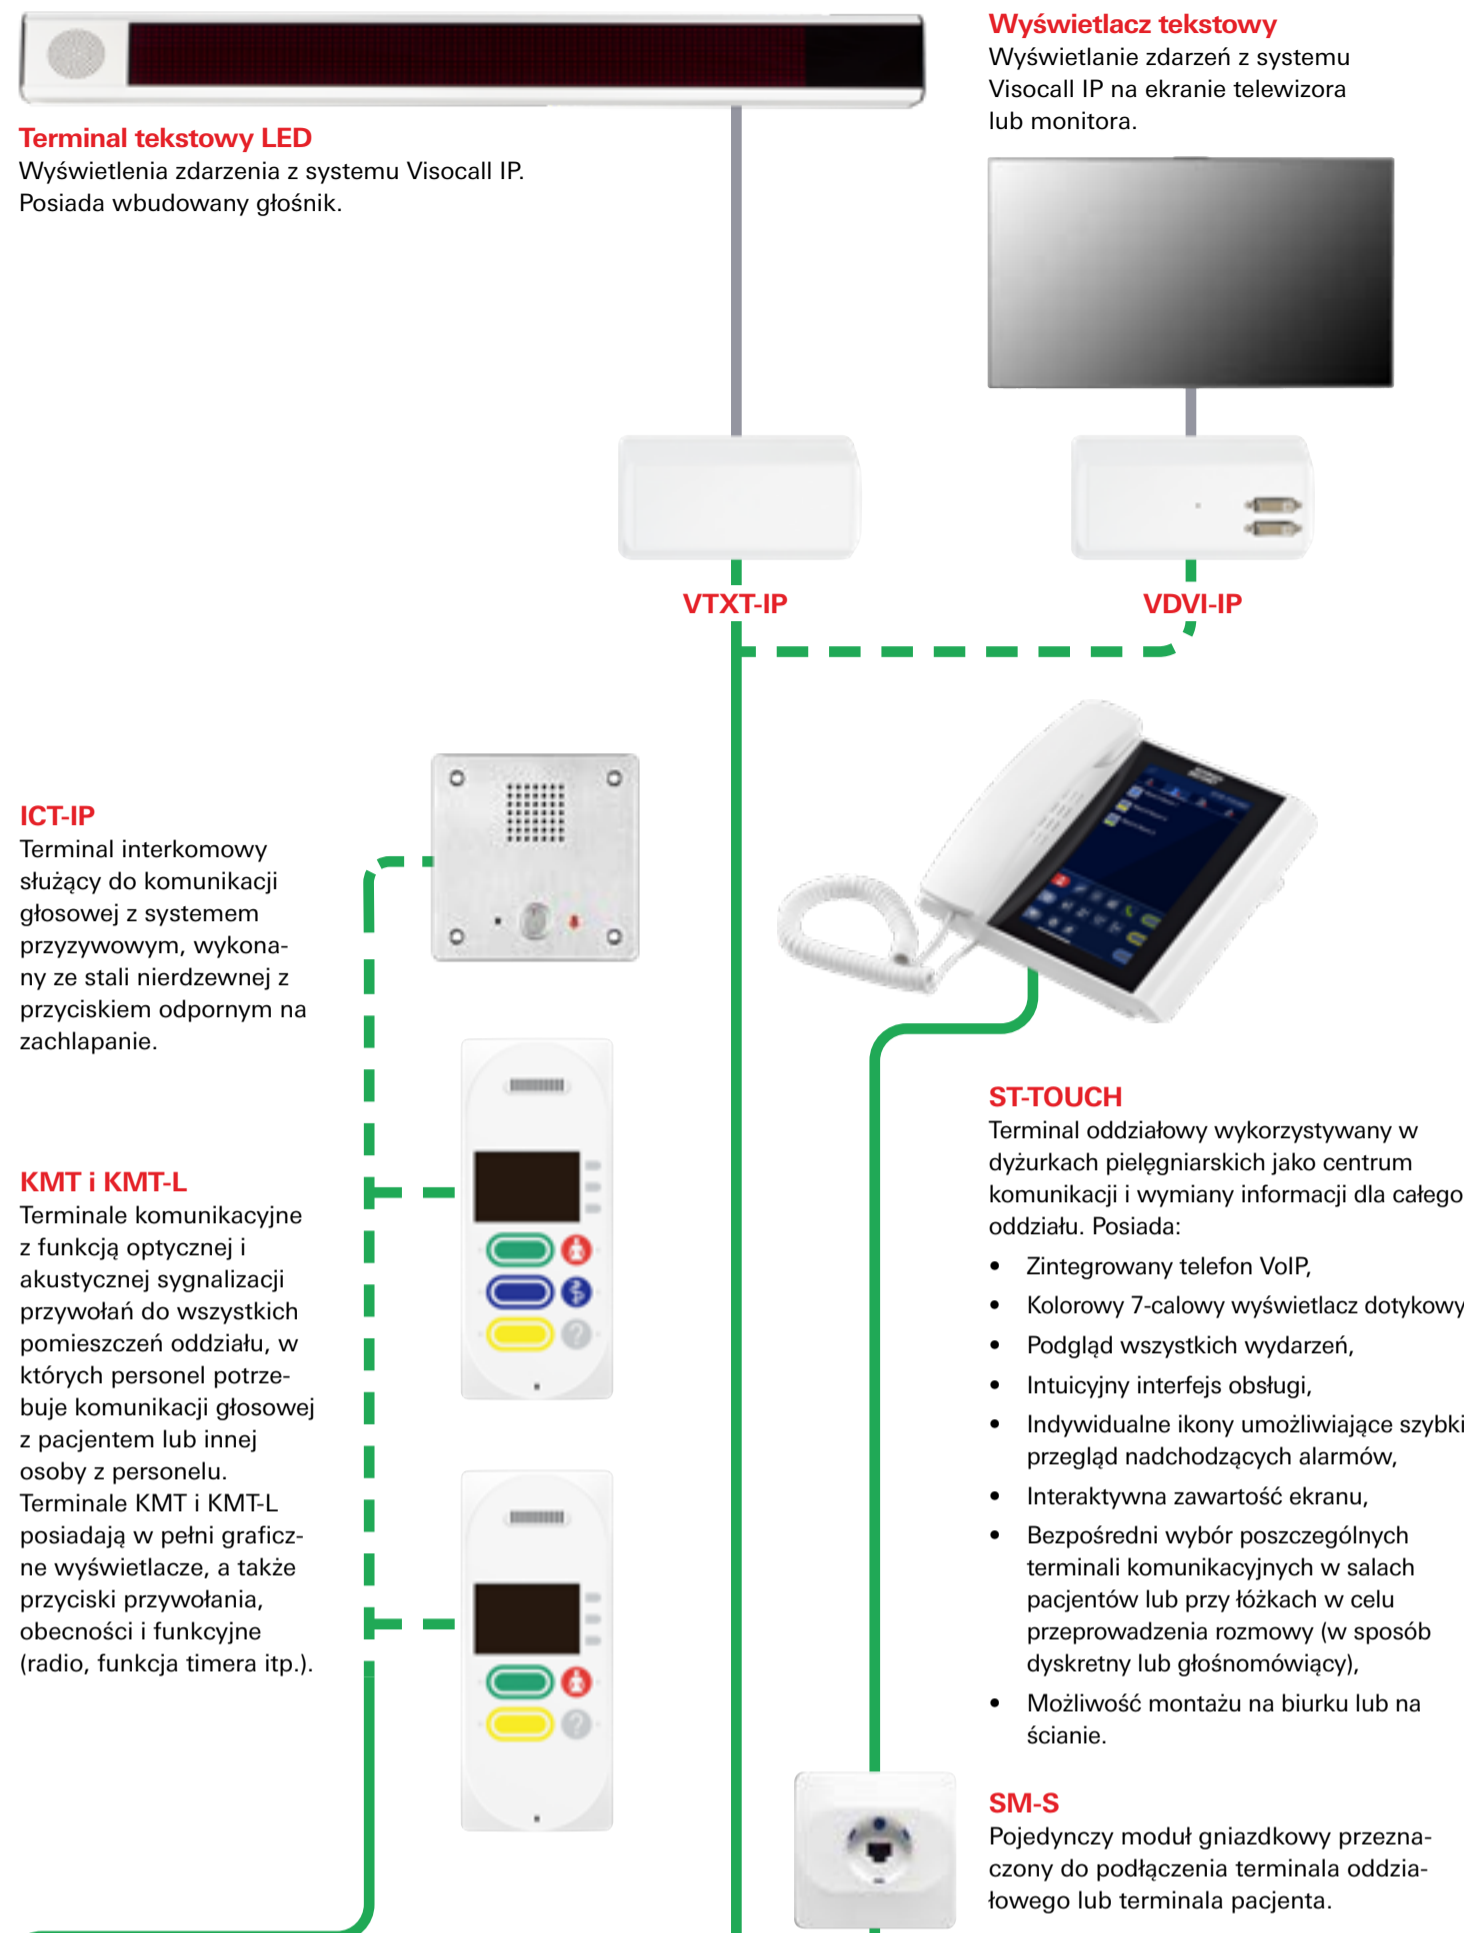 Terminal tekstowy LED
Wyświetlenia zdarzenia z systemu Visocall IP.
Posiada wbudowany głośnik.
Wyświetlacz tekstowy
Wyświetlanie zdarzeń z systemu
Visocall IP na ekranie telewizora
lub monitora.
VTXT-IP
VDVI-IP
ICT-IP
Terminal interkomowy
służący do komunikacji
głosowej z systemem
przyzywowym, wykona-
ny ze stali nierdzewnej z
przyciskiem odpornym na
zachlapanie.
KMT i KMT-L
Terminale komunikacyjne
z funkcją optycznej i
akustycznej sygnalizacji
przywołań do wszystkich
pomieszczeń oddziału, w
których personel potrze-
buje komunikacji głosowej
z pacjentem lub innej
osoby z personelu.
Terminale KMT i KMT-L
posiadają w pełni graficz-
ne wyświetlacze, a także
przyciski przywołania,
obecności i funkcyjne
(radio, funkcja timera itp.).
ST-TOUCH
Terminal oddziałowy wykorzystywany w
dyżurkach pielęgniarskich jako centrum
komunikacji i wymiany informacji dla całego
oddziału. Posiada:
• Zintegrowany telefon VoIP,
• Kolorowy 7-calowy wyświetlacz dotykowy
• Podgląd wszystkich wydarzeń,
• Intuicyjny interfejs obsługi,
• Indywidualne ikony umożliwiające szybki
przegląd nadchodzących alarmów,
• Interaktywna zawartość ekranu,
• Bezpośredni wybór poszczególnych
terminali komunikacyjnych w salach
pacjentów lub przy łóżkach w celu
przeprowadzenia rozmowy (w sposób
dyskretny lub głośnomówiący),
• Możliwość montażu na biurku lub na
ścianie.
SM-S
Pojedynczy moduł gniazdkowy przezna-
czony do podłączenia terminala oddzia-
łowego lub terminala pacjenta.